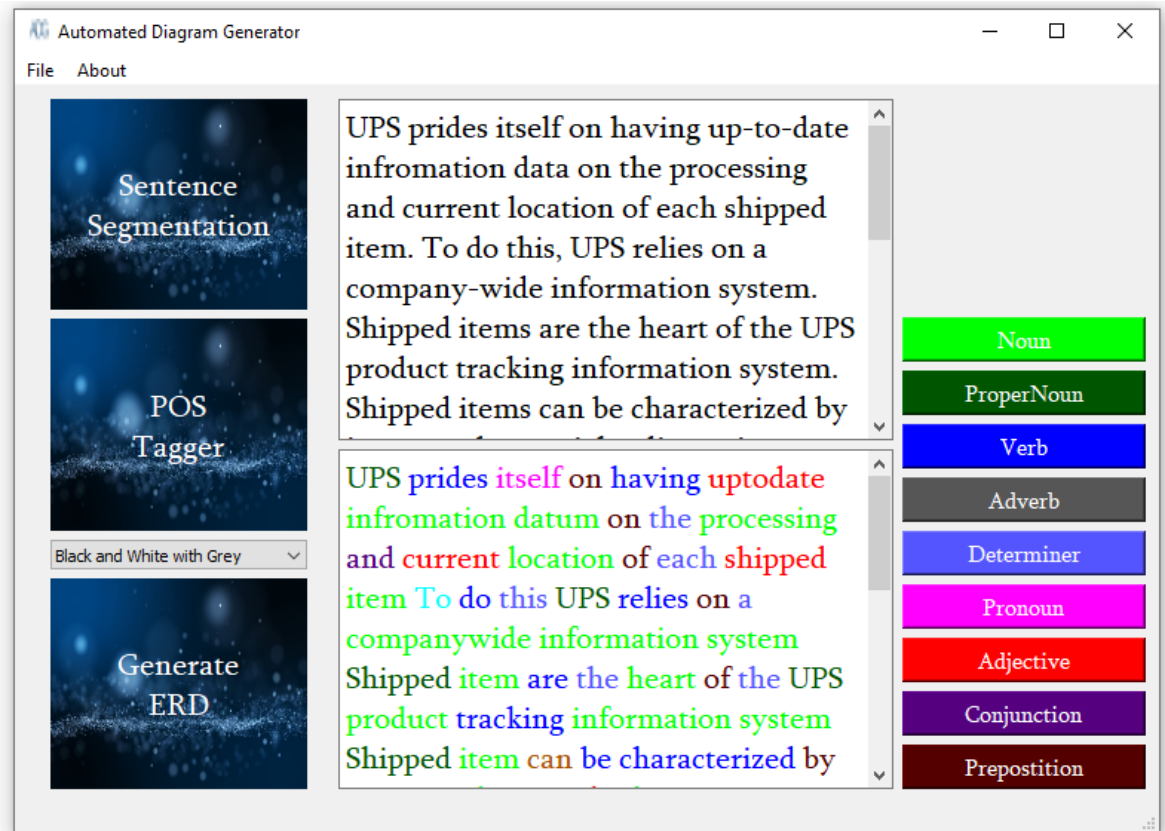 Automated Diagram Generator
File About
Sentence
Segmentation
POS
Tagger
Black and White with Grey
Generate
ERD
UPS prides itself on having up-to-date
infromation data on the processing
and current location of each shipped
item. To do this, UPS relies on a
company-wide information system.
Shipped items are the heart of the UPS
product tracking information system.
Shipped items can be characterized by
UPS prides itself on having uptodate
infromation datum on the processing
and current location of each shipped
item To do this UPS relies on a
companywide information system
Shipped item are the heart of the UPS
product tracking information system
Shipped item can be characterized by
Noun
ProperNoun
Verb
Adverb
Determiner
Pronoun
Adjective
Conjunction
Prepostition